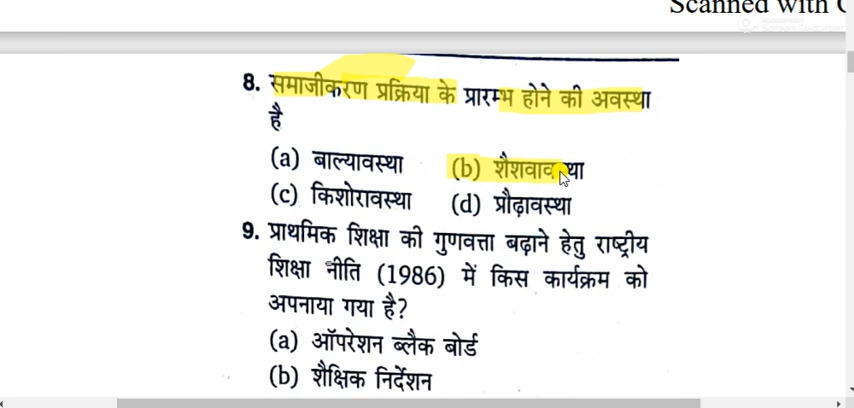 Scanned with
8. समाजीकरण प्रक्रिया के प्रारम्भ होने की अवस्था
है
(a) बाल्यावस्था (b) शैशवावस्था
(c) किशोरावस्था (d) प्रौढ़ावस्था
9. प्राथमिक शिक्षा की गुणवत्ता बढ़ाने हेतु राष्ट्रीय
शिक्षा नीति (1986) में किस कार्यक्रम को
अपनाया गया है?
(a) ऑपरेशन ब्लैक बोर्ड
(b) शैक्षिक निर्देशन